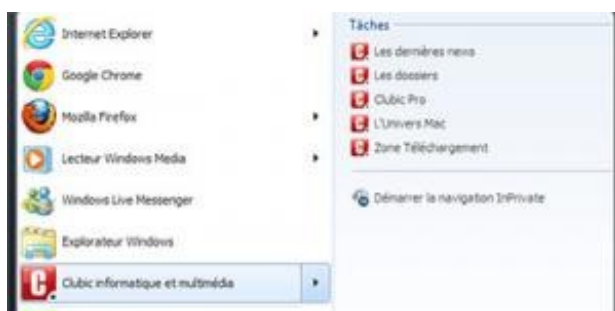 Internet Explorer
Google Chrome
Mozilla Firefox
Lecteur Windows Media
Windows Live Messenger
Explorateur Windows
Clubic informatique et multimédia
Tâches
Les dernières news
Les dossiers
Clubic Pro
L'Univers Mac
Zone Téléchargement
Démarrer la navigation InPrivate